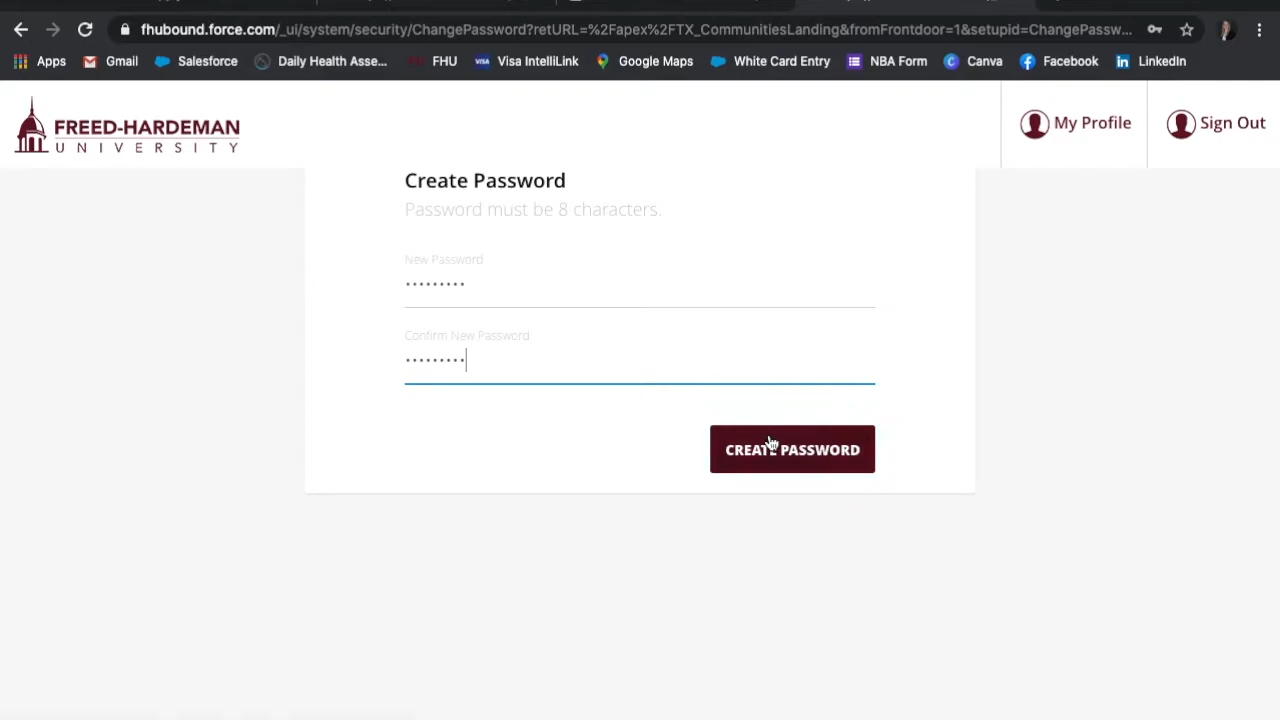 fhubound.force.com/_ui/system/security/ChangePassword?retURL=%2Fapex%2FTX_CommunitiesLanding&fromFrontdoor=1&setupid=ChangePassw...
Apps Gmail Salesforce Daily Health Asse... FHU VISA Visa IntelliLink Google Maps White Card Entry NBA Form C Canva Facebook in LinkedIn
FREED-HARDEMAN
UNIVERSITY
My Profile
Sign Out
Create Password
Password must be 8 characters.
New Password
•••••••••
Confirm New Password
•••••••••
CREATE PASSWORD